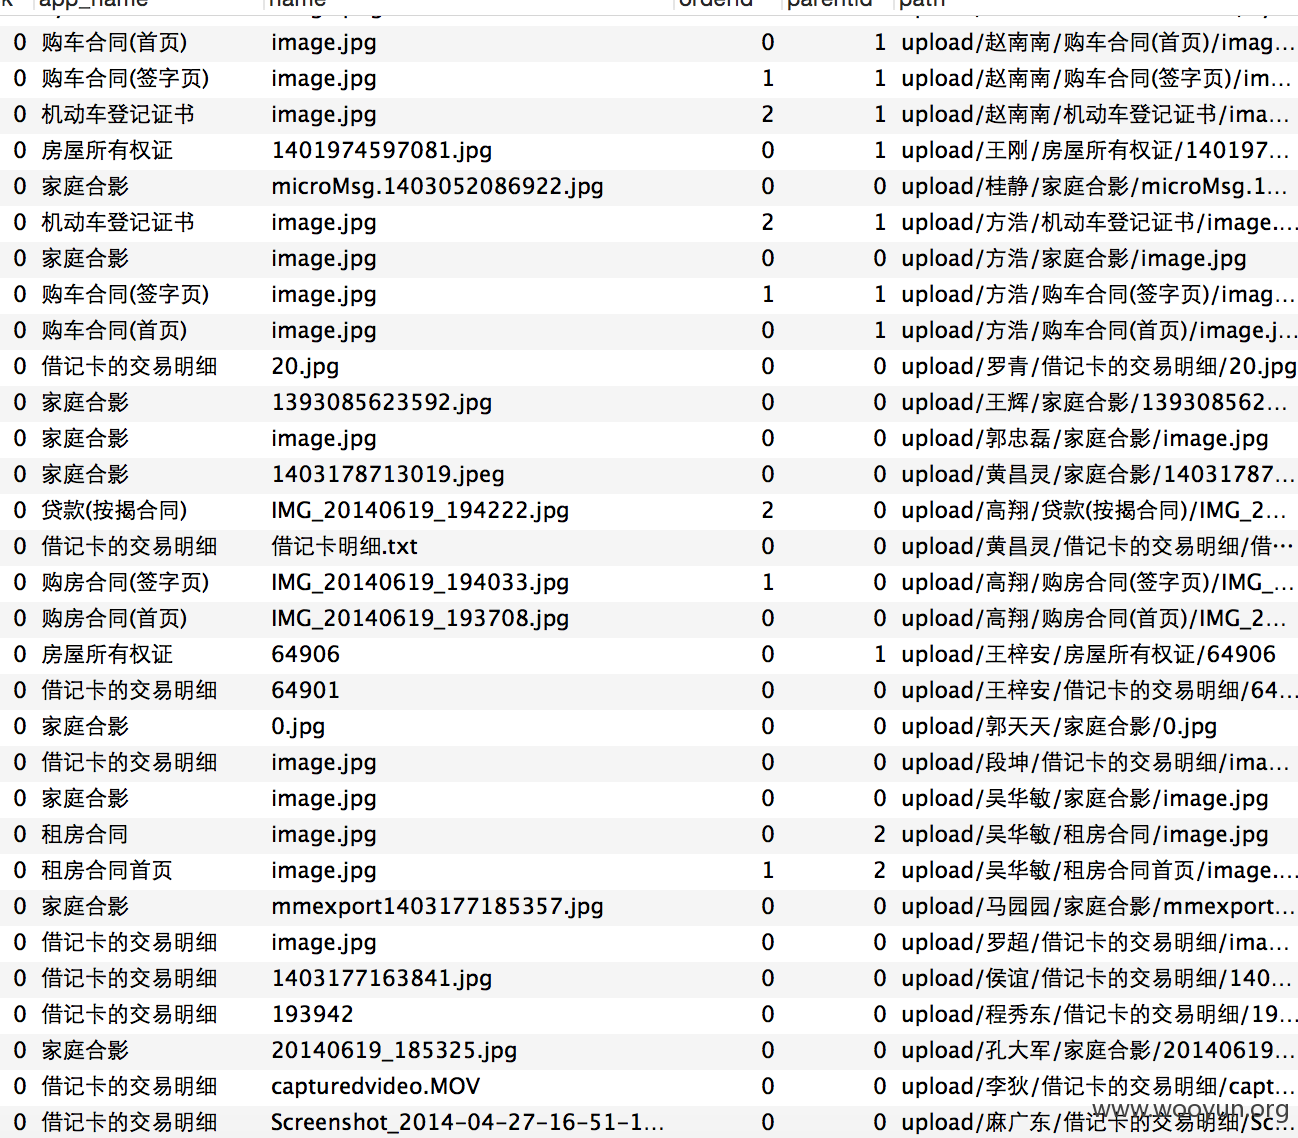 app_name name orderid parentid path
0 购车合同(首页) image.jpg 0 1 upload/赵南南/购车合同(首页)/imag...
0 购车合同(签字页) image.jpg 1 1 upload/赵南南/购车合同(签字页)/im...
0 机动车登记证书 image.jpg 2 1 upload/赵南南/机动车登记证书/ima...
0 房屋所有权证 1401974597081.jpg 0 1 upload/王刚/房屋所有权证/140197...
0 家庭合影 microMsg.1403052086922.jpg 0 0 upload/桂静/家庭合影/microMsg.1...
0 机动车登记证书 image.jpg 2 1 upload/方浩/机动车登记证书/image....
0 家庭合影 image.jpg 0 0 upload/方浩/家庭合影/image.jpg
0 购车合同(签字页) image.jpg 1 1 upload/方浩/购车合同(签字页)/imag...
0 购车合同(首页) image.jpg 0 1 upload/方浩/购车合同(首页)/image.j...
0 借记卡的交易明细 20.jpg 0 0 upload/罗青/借记卡的交易明细/20.jpg
0 家庭合影 1393085623592.jpg 0 0 upload/王辉/家庭合影/139308562...
0 家庭合影 image.jpg 0 0 upload/郭忠磊/家庭合影/image.jpg
0 家庭合影 1403178713019.jpeg 0 0 upload/黄昌灵/家庭合影/14031787...
0 贷款(按揭合同) IMG_20140619_194222.jpg 2 0 upload/高翔/贷款(按揭合同)/IMG_2...
0 借记卡的交易明细 借记卡明细.txt 0 0 upload/黄昌灵/借记卡的交易明细/借...
0 购房合同(签字页) IMG_20140619_194033.jpg 1 0 upload/高翔/购房合同(签字页)/IMG_...
0 购房合同(首页) IMG_20140619_193708.jpg 0 0 upload/高翔/购房合同(首页)/IMG_2...
0 房屋所有权证 64906 0 1 upload/王梓安/房屋所有权证/64906
0 借记卡的交易明细 64901 0 0 upload/王梓安/借记卡的交易明细/64...
0 家庭合影 0.jpg 0 0 upload/郭天天/家庭合影/0.jpg
0 借记卡的交易明细 image.jpg 0 0 upload/段坤/借记卡的交易明细/ima...
0 家庭合影 image.jpg 0 0 upload/吴华敏/家庭合影/image.jpg
0 租房合同 image.jpg 0 2 upload/吴华敏/租房合同/image.jpg
0 租房合同首页 image.jpg 1 2 upload/吴华敏/租房合同首页/image....
0 家庭合影 mmexport1403177185357.jpg 0 0 upload/马园园/家庭合影/mmexport...
0 借记卡的交易明细 image.jpg 0 0 upload/罗超/借记卡的交易明细/ima...
0 借记卡的交易明细 1403177163841.jpg 0 0 upload/侯谊/借记卡的交易明细/140...
0 借记卡的交易明细 193942 0 0 upload/程秀东/借记卡的交易明细/19...
0 家庭合影 20140619_185325.jpg 0 0 upload/孔大军/家庭合影/20140619...
0 借记卡的交易明细 capturedvideo.MOV 0 0 upload/李狄/借记卡的交易明细/capt...
0 借记卡的交易明细 Screenshot_2014-04-27-16-51-1... 0 0 upload/麻广东/借记卡的交易明细/Sc...
www.wooyun.org